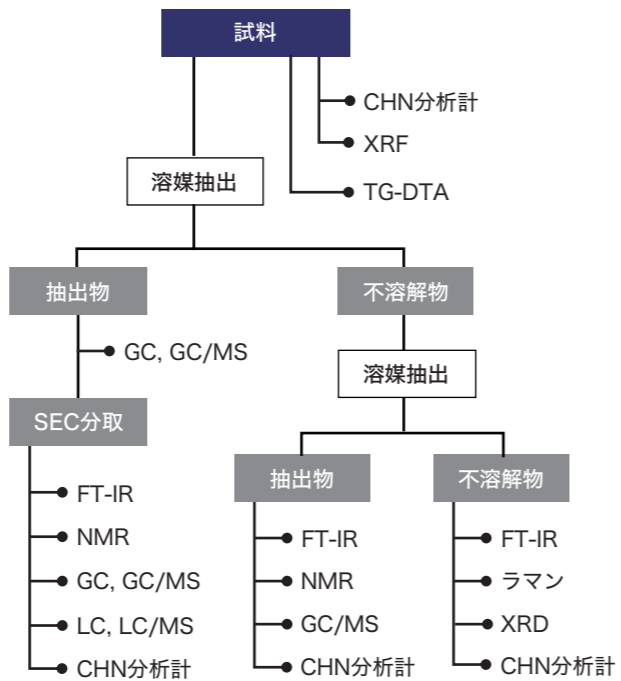 試料
CHN分析計
XRF
TG-DTA
溶媒抽出
抽出物
不溶解物
GC, GC/MS
溶媒抽出
SEC分取
FT-IR
NMR
GC, GC/MS
LC, LC/MS
CHN分析計
抽出物
FT-IR
NMR
GC/MS
CHN分析計
不溶解物
FT-IR
ラマン
XRD
CHN分析計